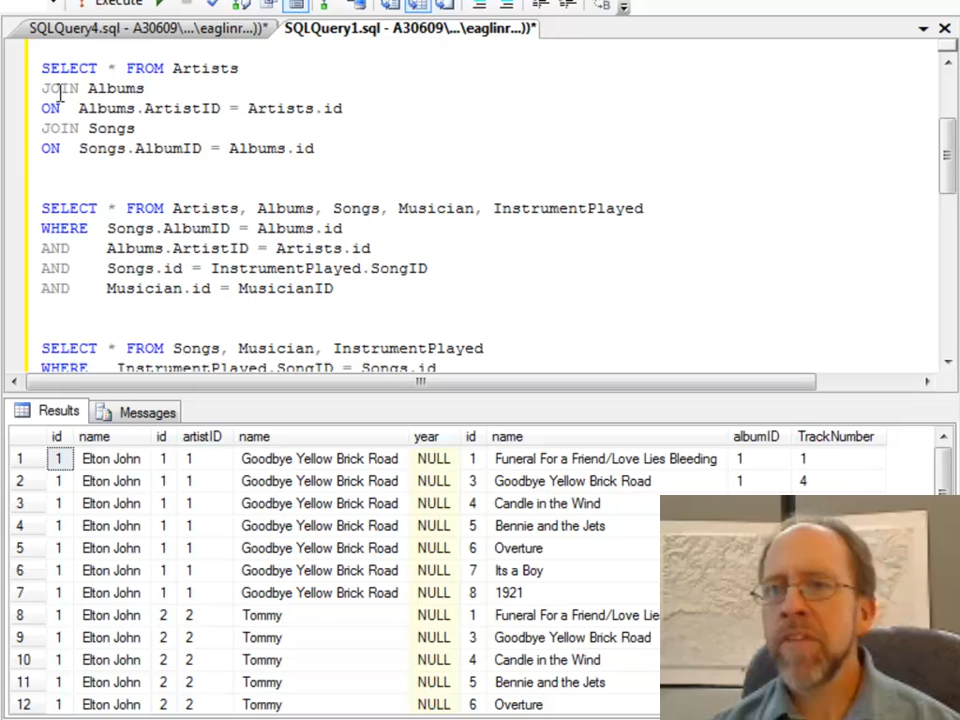 Execute
SQLQuery4.sql - A30609\...\eaglinr...))* SQLQuery1.sql - A30609\...\eaglinr...))*
SELECT * FROM Artists
JOIN Albums
ON Albums.ArtistID = Artists.id
JOIN Songs
ON Songs.AlbumID = Albums.id
SELECT * FROM Artists, Albums, Songs, Musician, InstrumentPlayed
WHERE Songs.AlbumID = Albums.id
AND Albums.ArtistID = Artists.id
AND Songs.id = InstrumentPlayed.SongID
AND Musician.id = MusicianID
SELECT * FROM Songs, Musician, InstrumentPlayed
WHERE InstrumentPlayed.SongID = Songs.id
Results Messages
id name id artistID name year id name albumID TrackNumber
1 1 Elton John 1 1 Goodbye Yellow Brick Road NULL 1 Funeral For a Friend/Love Lies Bleeding 1 1
2 1 Elton John 1 1 Goodbye Yellow Brick Road NULL 3 Goodbye Yellow Brick Road 1 4
3 1 Elton John 1 1 Goodbye Yellow Brick Road NULL 4 Candle in the Wind
4 1 Elton John 1 1 Goodbye Yellow Brick Road NULL 5 Bennie and the Jets
5 1 Elton John 1 1 Goodbye Yellow Brick Road NULL 6 Overture
6 1 Elton John 1 1 Goodbye Yellow Brick Road NULL 7 Its a Boy
7 1 Elton John 1 1 Goodbye Yellow Brick Road NULL 8 1921
8 1 Elton John 2 2 Tommy NULL 1 Funeral For a Friend/Love Lies
9 1 Elton John 2 2 Tommy NULL 3 Goodbye Yellow Brick Road
10 1 Elton John 2 2 Tommy NULL 4 Candle in the Wind
11 1 Elton John 2 2 Tommy NULL 5 Bennie and the Jets
12 1 Elton John 2 2 Tommy NULL 6 Overture